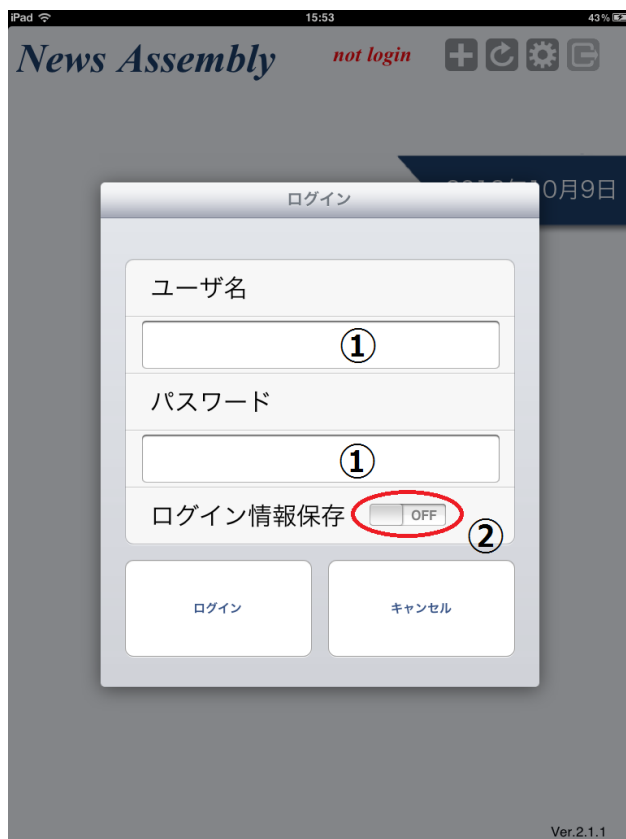 iPad 15:53 43%
News Assembly not login
10月9日
ログイン
ユーザ名
①
パスワード
①
ログイン情報保存 OFF ②
ログイン キャンセル
Ver.2.1.1